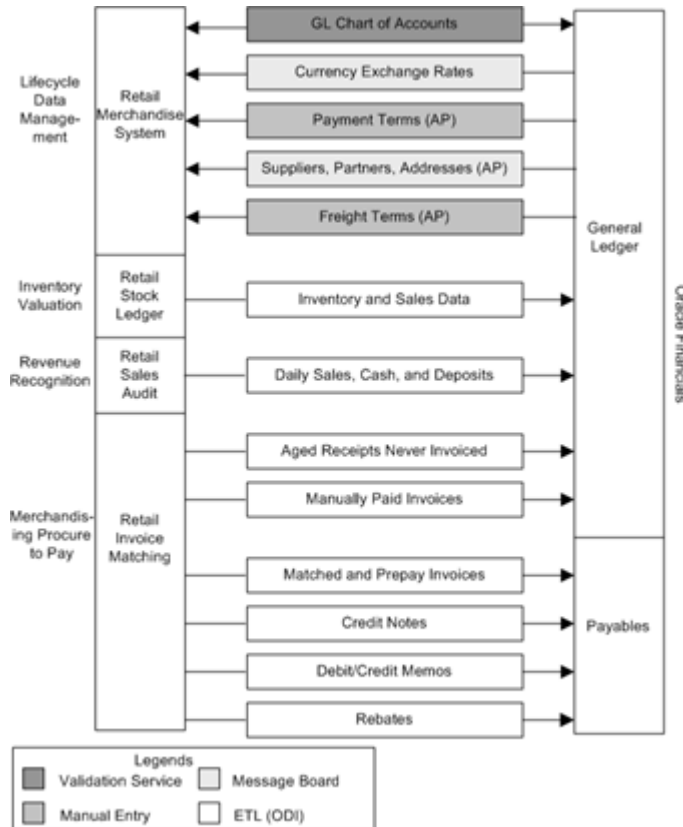 Lifecycle
Data
Manage-
ment
Retail
Merchandise
System
GL Chart of Accounts
Currency Exchange Rates
Payment Terms (AP)
Suppliers, Partners, Addresses (AP)
Freight Terms (AP)
General
Ledger
Oracle Financials
Inventory
Valuation
Retail
Stock
Ledger
Inventory and Sales Data
Revenue
Recognition
Retail
Sales
Audit
Daily Sales, Cash, and Deposits
Merchandis-
ing Procure
to Pay
Retail
Invoice
Matching
Aged Receipts Never Invoiced
Manually Paid Invoices
Matched and Prepay Invoices
Credit Notes
Debit/Credit Memos
Rebates
Payables
Legends
Validation Service
Message Board
Manual Entry
ETL (ODI)